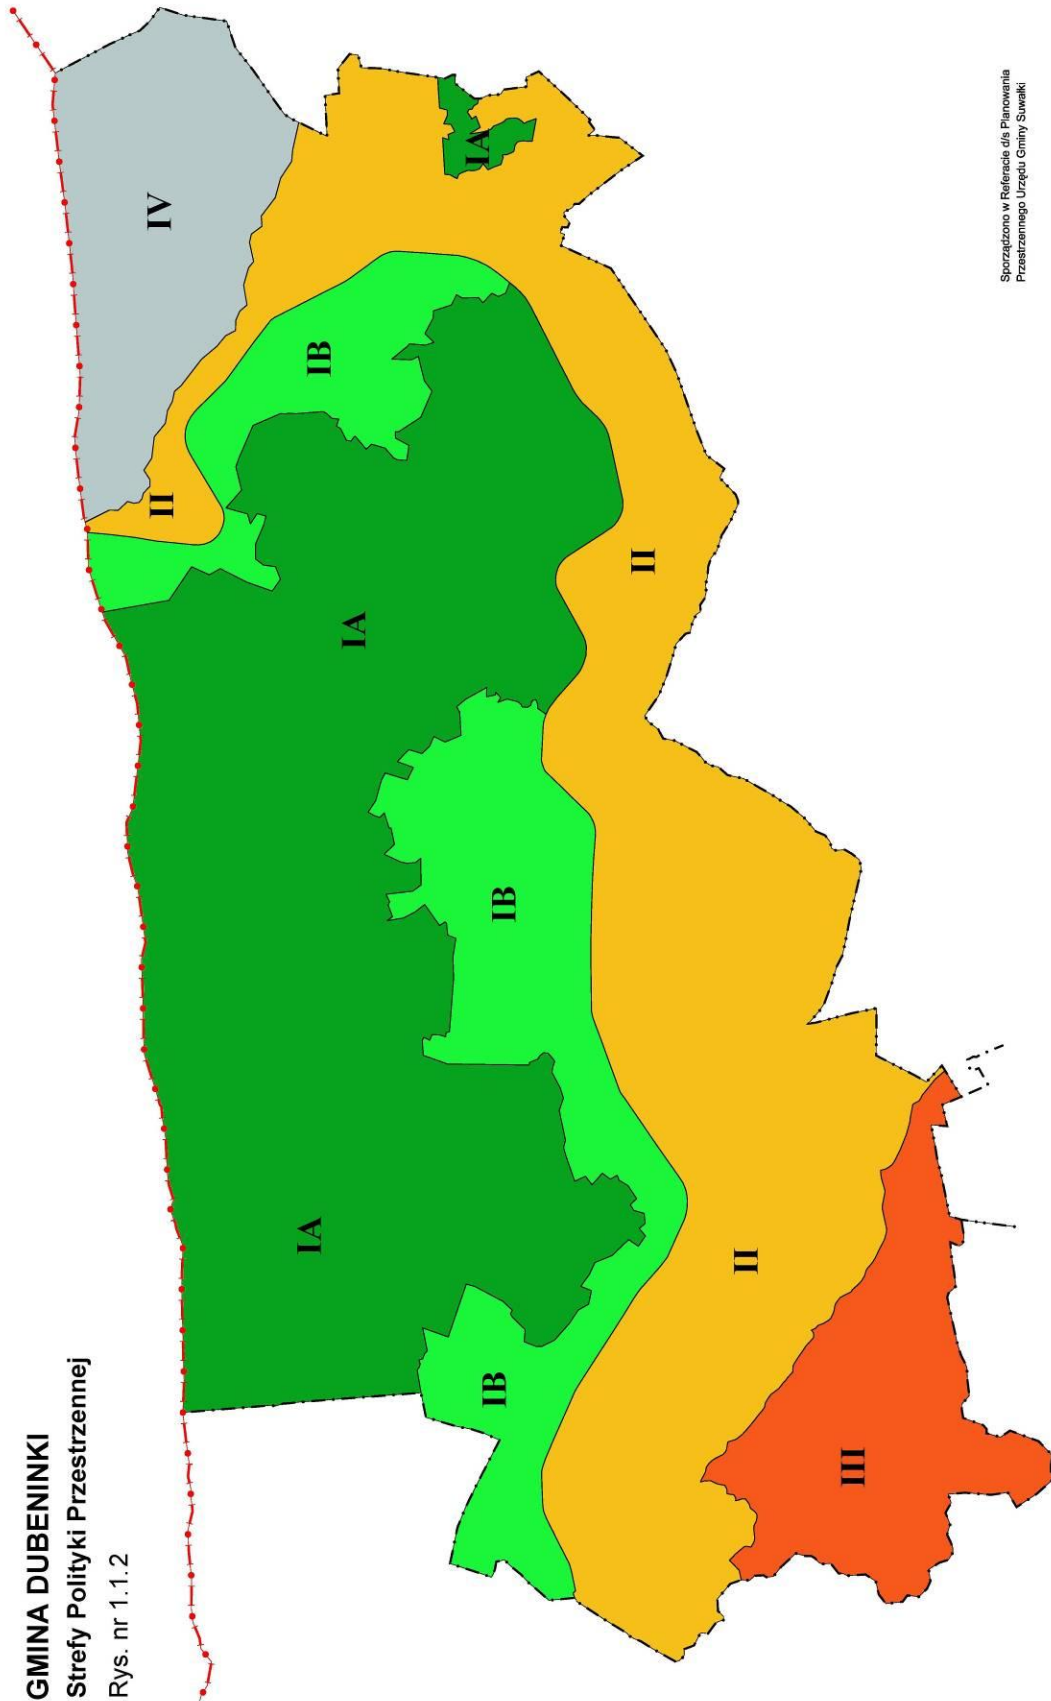 GMINA DUBENINKI
Strefy Polityki Przestrzennej
Rys. nr 1.1.2
IA
IB
IB
IA
II
IB
IV
IA
II
II
III
Sporządzono w Referacie d/s Planowania
Przestrzennego Urzędu Gminy Suwałki